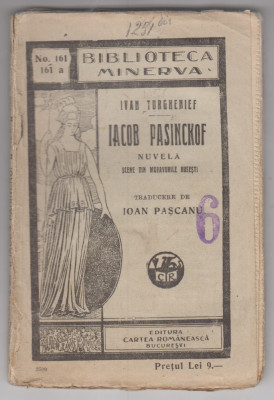 1251 lei
No. 161
161 a
BIBLIOTECA
MINERVA
IVAN TURGHENIEF
IACOB PASINCKOF
NUVELA
SCENE DIN MORAVURILE RUSEȘTI
TRADUCERE DE
IOAN PAȘCANU
6
C R
EDITURA
CARTEA ROMÂNEASCĂ
BUCUREȘTI
Prețul Lei 9,—